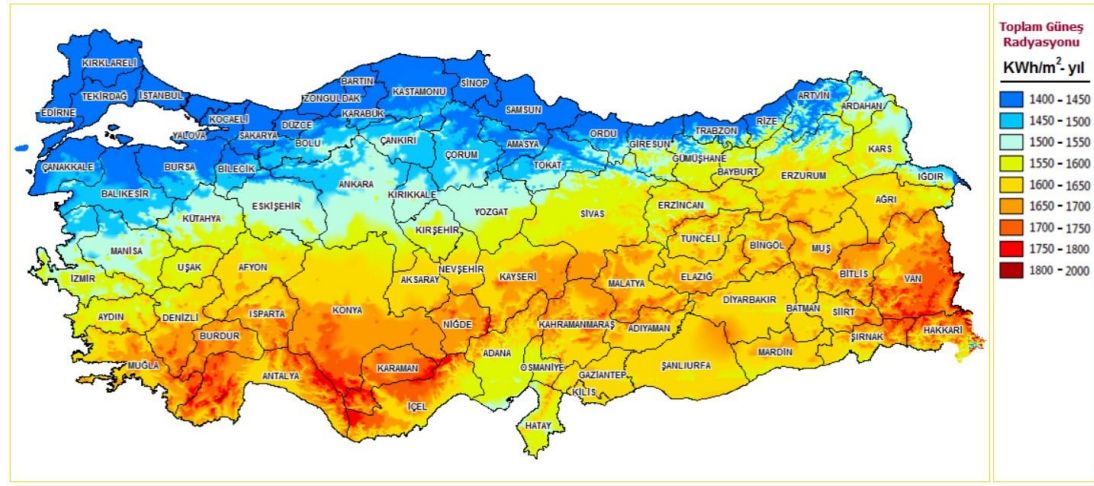 KIRKLARELİ
EDİRNE
TEKİRDAĞ
İSTANBUL
KOCAELİ
YALOVA
SAKARYA
DÜZCE
ZONGULDAK
BARTIN
KARABÜK
KASTAMONU
SİNOP
SAMSUN
ORDU
GİRESUN
TRABZON
RİZE
ARTVİN
ARDAHAN
KARS
IĞDIR
ÇANAKKALE
BURSA
BİLECİK
BOLU
ÇANKIRI
ÇORUM
AMASYA
TOKAT
GÜMÜŞHANE
BAYBURT
ERZURUM
AĞRI
BALIKESİR
KÜTAHYA
ESKİŞEHİR
ANKARA
KIRIKKALE
YOZGAT
SİVAS
ERZİNCAN
MANİSA
KIRŞEHİR
TUNCELİ
BİNGÖL
MUŞ
İZMİR
UŞAK
AFYON
AKSARAY
NEVŞEHİR
KAYSERİ
MALATYA
ELAZIĞ
BİTLİS
VAN
AYDIN
DENİZLİ
ISPARTA
KONYA
NİĞDE
KAHRAMANMARAŞ
ADIYAMAN
DİYARBAKIR
BATMAN
SİİRT
ŞIRNAK
HAKKARİ
BURDUR
MUĞLA
ANTALYA
KARAMAN
ADANA
OSMANİYE
GAZİANTEP
KİLİS
ŞANLIURFA
MARDİN
İÇEL
HATAY
Toplam Güneş
Radyasyonu
KWh/m²- yıl
1400 - 1450
1450 - 1500
1500 - 1550
1550 - 1600
1600 - 1650
1650 - 1700
1700 - 1750
1750 - 1800
1800 - 2000